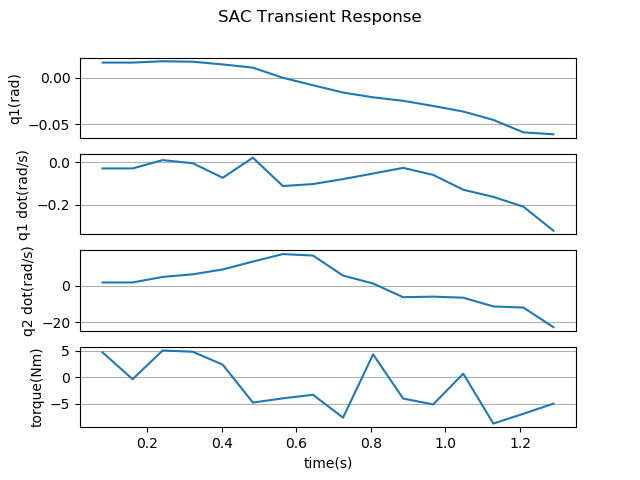 SAC Transient Response
q1(rad)
0.00
−0.05
q1 dot(rad/s)
0.0
−0.2
q2 dot(rad/s)
0
−20
torque(Nm)
5
0
−5
0.2 0.4 0.6 0.8 1.0 1.2
time(s)